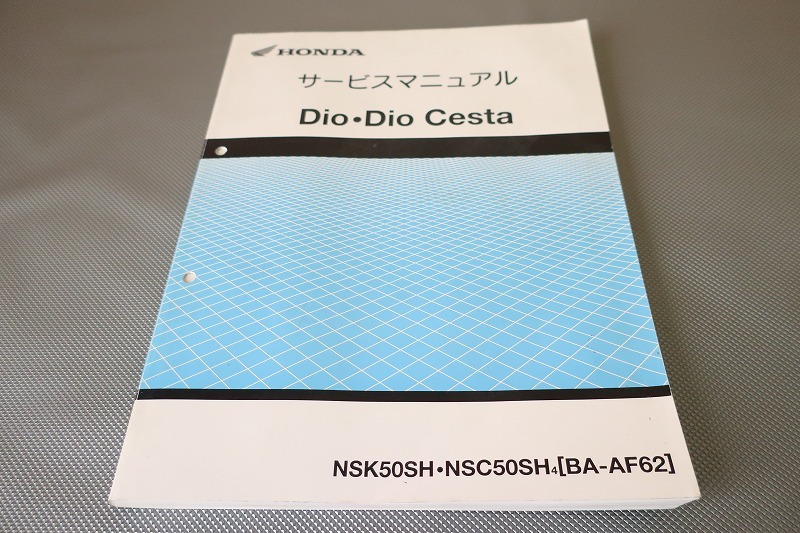 HONDA
サービスマニュアル
Dio•Dio Cesta
NSK50SH•NSC50SH4[BA-AF62]